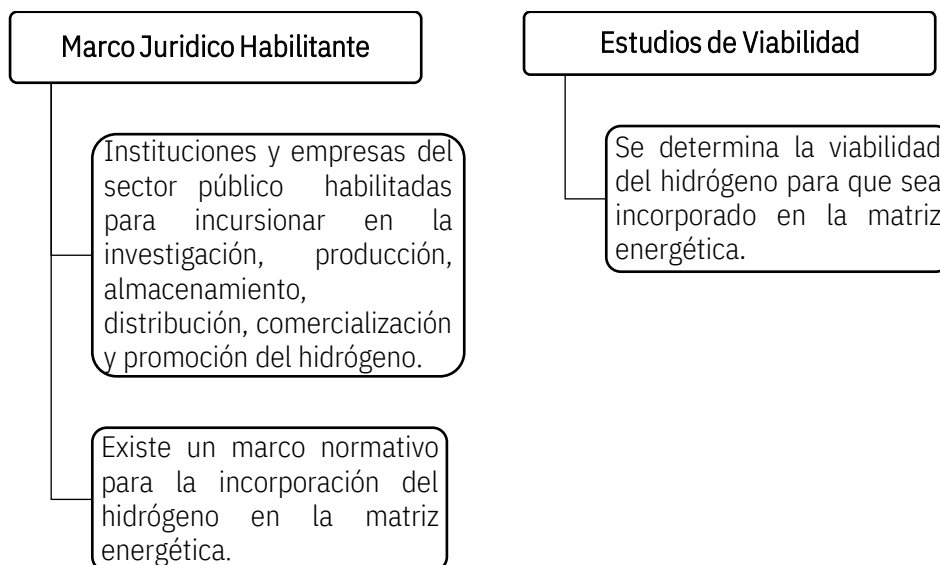 Marco Juridico Habilitante
Instituciones y empresas del
sector público habilitadas
para incursionar en la
investigación, producción,
almacenamiento,
distribución, comercialización
y promoción del hidrógeno.
Existe un marco normativo
para la incorporación del
hidrógeno en la matriz
energética.
Estudios de Viabilidad
Se determina la viabilidad
del hidrógeno para que sea
incorporado en la matriz
energética.